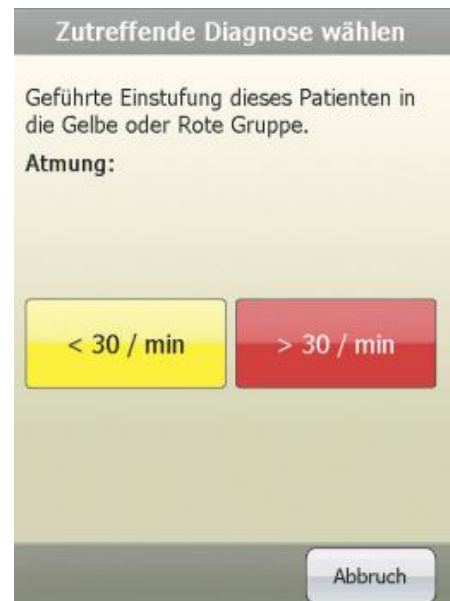 Zutreffende Diagnose wählen
Geführte Einstufung dieses Patienten in
die Gelbe oder Rote Gruppe.
Atmung:
< 30 / min
> 30 / min
Abbruch